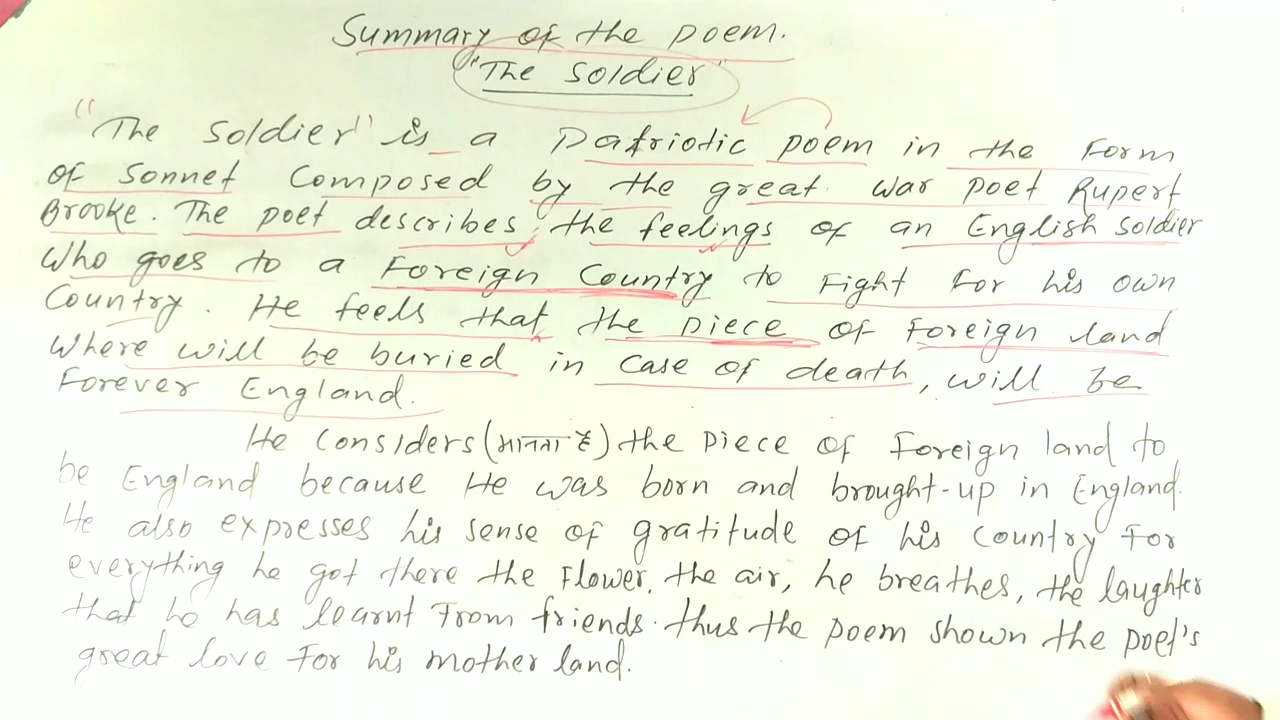 Summary of the poem.
"The Soldier"
"The Soldier" is a Patriotic poem in the form
of Sonnet Composed by the great war poet Rupert
Brooke. The poet describes, the feelings of an English Soldier
Who goes to a Foreign Country to Fight for his own
Country. He feels that the piece of foreign land
Where will be buried in case of death, will be
Forever England.
He Considers (मानता है) the piece of Foreign land to
be England because He was born and brought-up in England.
He also expresses his sense of gratitude of his Country For
everything he got there the Flower, the air, he breathes, the laughter
that he has learnt From friends. thus the poem shown the poet's
great love for his mother land.